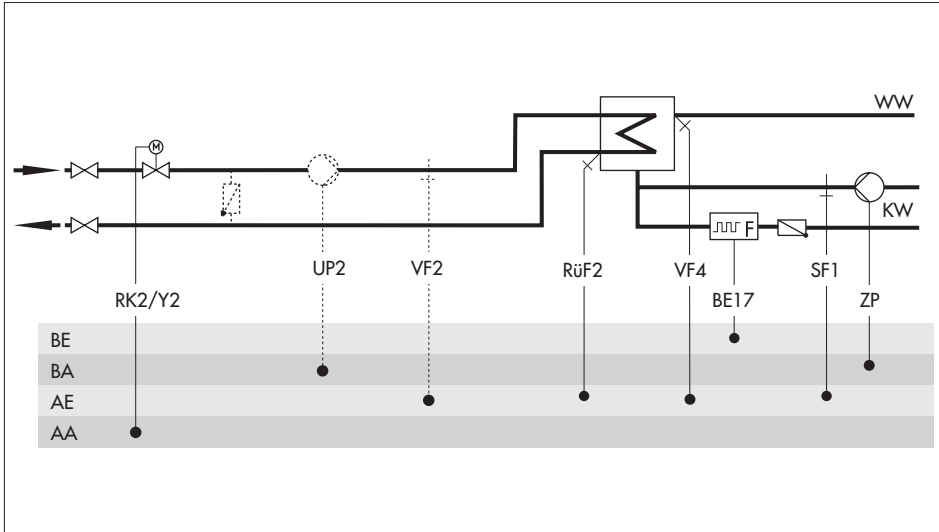 WW
M
KW
F
UP2 VF2 RüF2 VF4 SF1
RK2/Y2 BE17 ZP
BE
BA
AE
AA